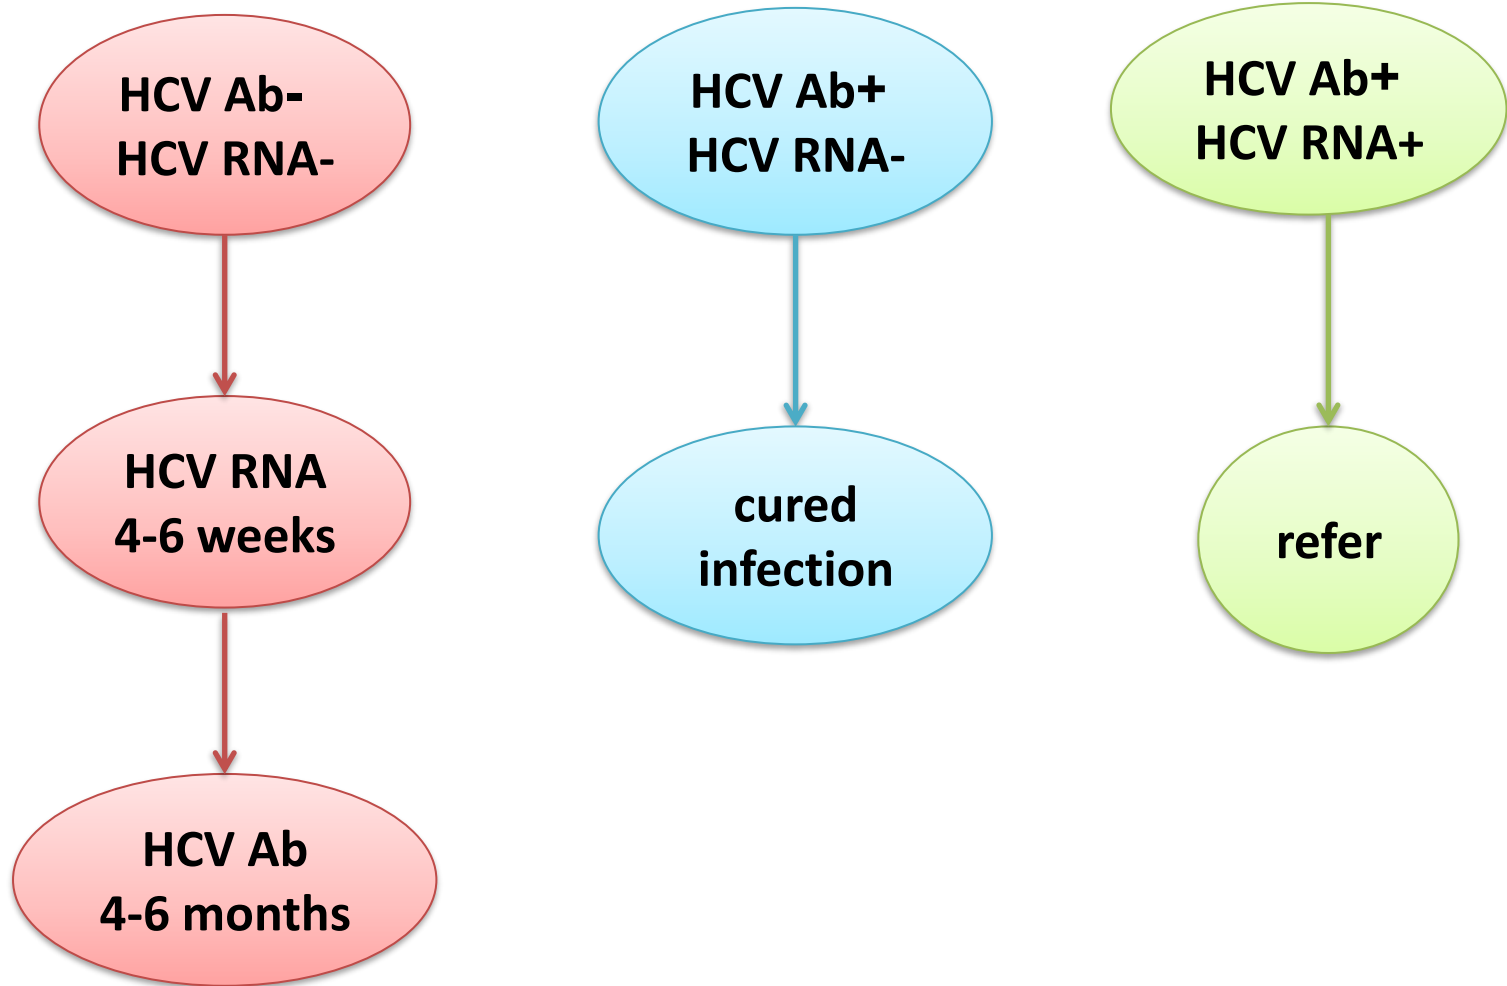 HCV Ab-
HCV RNA-
HCV RNA
4-6 weeks
HCV Ab
4-6 months
HCV Ab+
HCV RNA-
cured
infection
HCV Ab+
HCV RNA+
refer